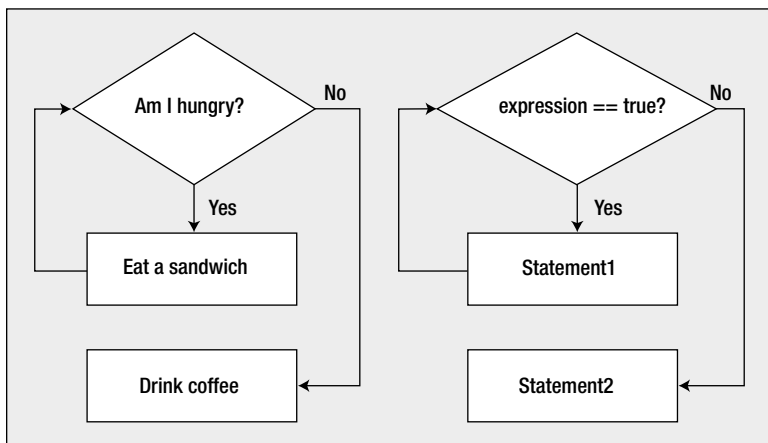 Am I hungry?
No
Yes
Eat a sandwich
Drink coffee
expression == true?
No
Yes
Statement1
Statement2